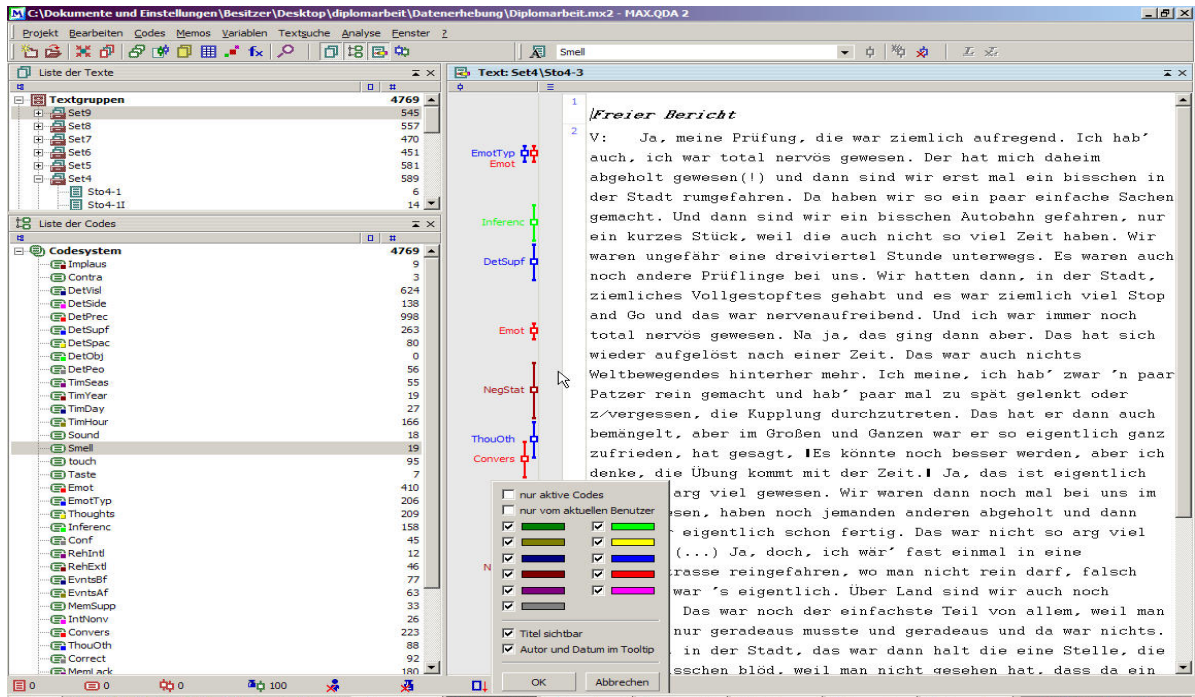 C:\Dokumente und Einstellungen\Besitzer\Desktop\diplomarbeit\Datenerhebung\Diplomarbeit.mx2 - MAX.QDA 2
Projekt Bearbeiten Codes Memos Variablen Textsuche Analyse Fenster ?
Smell
Liste der Texte
Textgruppen 4769
Set9 545
Set8 557
Set7 470
Set6 451
Set5 581
Set4 589
Sto4-1 6
Sto4-1I 14
Liste der Codes
Codesystem 4769
Implaus 9
Contra 3
DetVisl 624
DetSide 138
DetPrec 998
DetSupf 263
DetSpac 80
DetObj 0
DetPeo 56
TimSeas 55
TimYear 19
TimDay 27
TimHour 166
Sound 18
Smell 19
touch 95
Taste 7
Emot 410
EmotTyp 206
Thoughts 209
Inferenc 158
Conf 45
RehIntl 12
RehExtl 46
EvntsBf 77
EvntsAf 63
MemSupp 33
IntNonv 26
Convers 223
ThouOth 88
Correct 92
MemLack 180
0 0 0 100
Text: Set4\Sto4-3
EmotTyp
Emot
Inferenc
DetSupf
Emot
NegStat
ThouOth
Convers
N
1
Freier Bericht
2
V: Ja, meine Prüfung, die war ziemlich aufregend. Ich hab´
auch, ich war total nervös gewesen. Der hat mich daheim
abgeholt gewesen(!) und dann sind wir erst mal ein bisschen in
der Stadt rumgefahren. Da haben wir so ein paar einfache Sachen
gemacht. Und dann sind wir ein bisschen Autobahn gefahren, nur
ein kurzes Stück, weil die auch nicht so viel Zeit haben. Wir
waren ungefähr eine dreiviertel Stunde unterwegs. Es waren auch
noch andere Prüflinge bei uns. Wir hatten dann, in der Stadt,
ziemliches Vollgestopftes gehabt und es war ziemlich viel Stop
and Go und das war nervenaufreibend. Und ich war immer noch
total nervös gewesen. Na ja, das ging dann aber. Das hat sich
wieder aufgelöst nach einer Zeit. Das war auch nichts
Weltbewegendes hinterher mehr. Ich meine, ich hab´ zwar ´n paar
Patzer rein gemacht und hab´ paar mal zu spät gelenkt oder
z/vergessen, die Kupplung durchzutreten. Das hat er dann auch
bemängelt, aber im Großen und Ganzen war er so eigentlich ganz
zufrieden, hat gesagt, Es könnte noch besser werden, aber ich
denke, die Übung kommt mit der Zeit. Ja, das ist eigentlich
arg viel gewesen. Wir waren dann noch mal bei uns im
sen, haben noch jemanden anderen abgeholt und dann
eigentlich schon fertig. Das war nicht so arg viel
(...) Ja, doch, ich wär´ fast einmal in eine
rasse reingefahren, wo man nicht rein darf, falsch
war ´s eigentlich. Über Land sind wir auch noch
Das war noch der einfachste Teil von allem, weil man
nur geradeaus musste und geradeaus und da war nichts.
in der Stadt, das war dann halt die eine Stelle, die
sschen blöd, weil man nicht gesehen hat, dass da ein
nur aktive Codes
nur vom aktuellen Benutzer
Titel sichtbar
Autor und Datum im Tooltip
OK Abbrechen